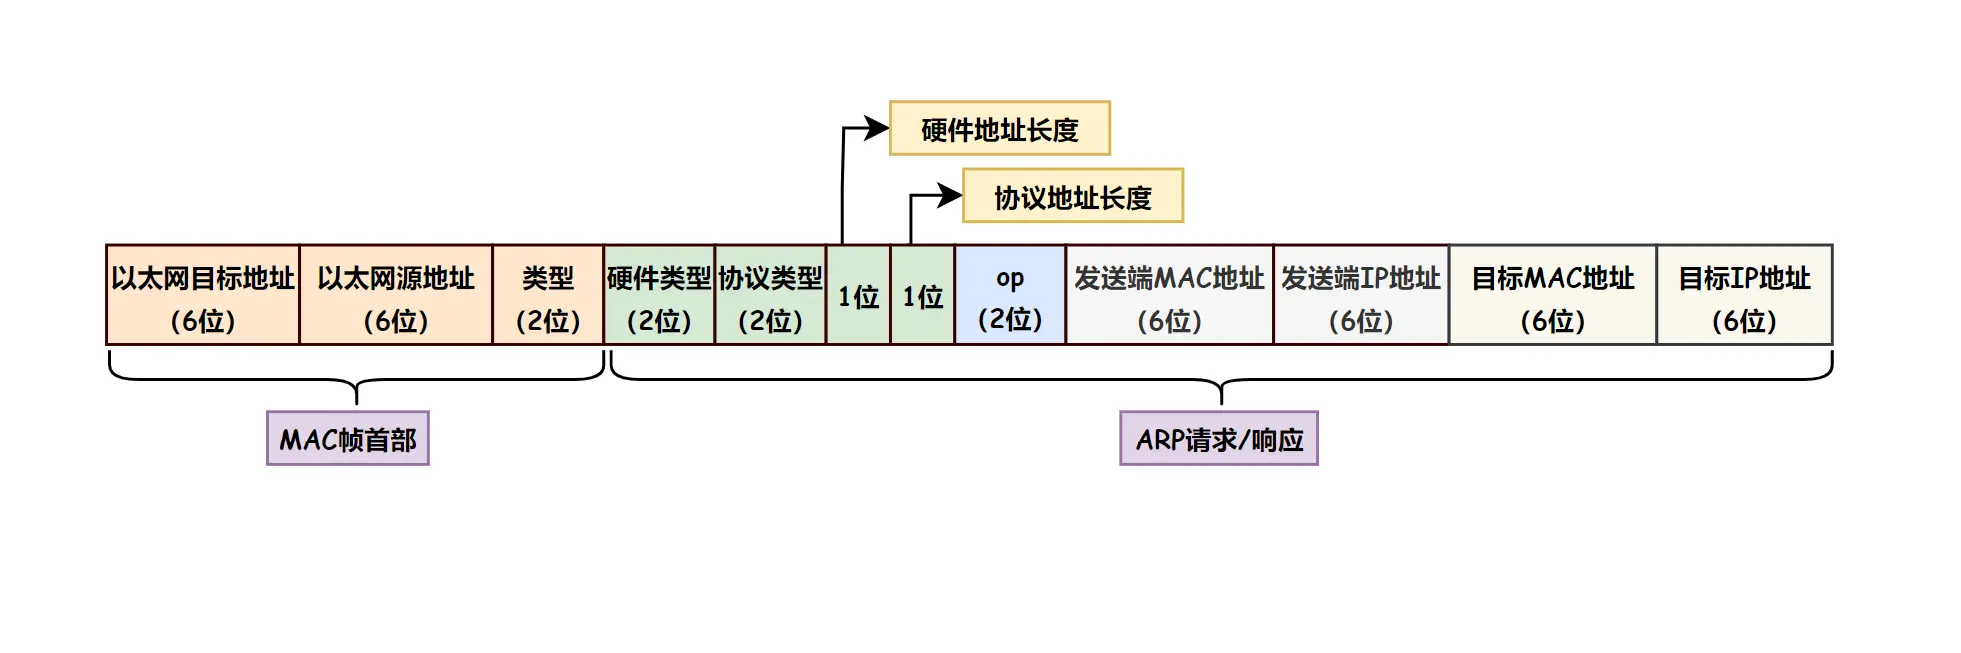 硬件地址长度
协议地址长度
以太网目标地址
（6位）
以太网源地址
（6位）
类型
（2位）
硬件类型
（2位）
协议类型
（2位）
1位
1位
op
（2位）
发送端MAC地址
（6位）
发送端IP地址
（6位）
目标MAC地址
（6位）
目标IP地址
（6位）
MAC帧首部
ARP请求/响应